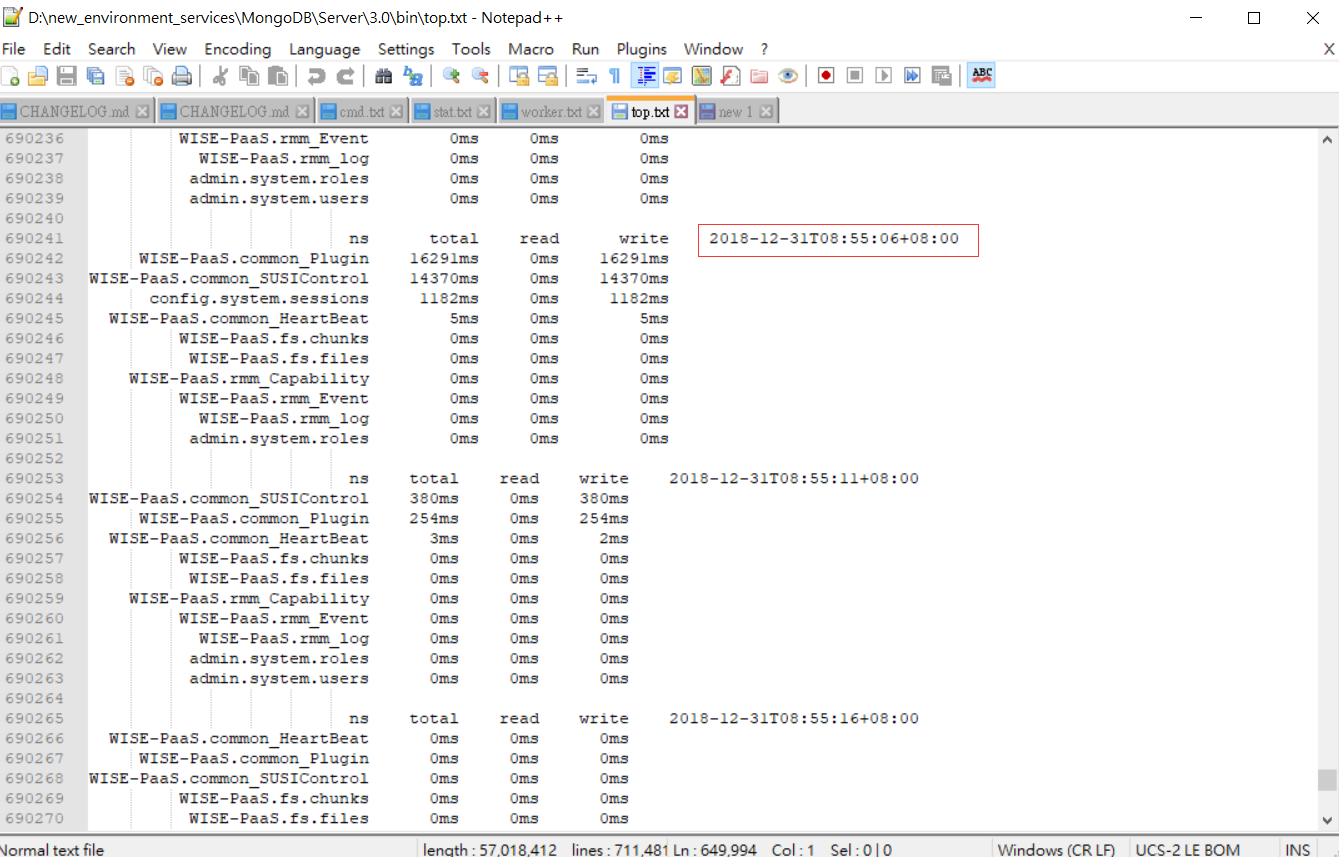 D:\new_environment_services\MongoDB\Server\3.0\bin\top.txt - Notepad++
File Edit Search View Encoding Language Settings Tools Macro Run Plugins Window ? X
ABC
CHANGELOG.md CHANGELOG.md cmd.txt stat.txt worker.txt top.txt new 1
690236 WISE-PaaS.rmm_Event 0ms 0ms 0ms
690237 WISE-PaaS.rmm_log 0ms 0ms 0ms
690238 admin.system.roles 0ms 0ms 0ms
690239 admin.system.users 0ms 0ms 0ms
690240
690241 ns total read write 2018-12-31T08:55:06+08:00
690242 WISE-PaaS.common_Plugin 16291ms 0ms 16291ms
690243 WISE-PaaS.common_SUSIControl 14370ms 0ms 14370ms
690244 config.system.sessions 1182ms 0ms 1182ms
690245 WISE-PaaS.common_HeartBeat 5ms 0ms 5ms
690246 WISE-PaaS.fs.chunks 0ms 0ms 0ms
690247 WISE-PaaS.fs.files 0ms 0ms 0ms
690248 WISE-PaaS.rmm_Capability 0ms 0ms 0ms
690249 WISE-PaaS.rmm_Event 0ms 0ms 0ms
690250 WISE-PaaS.rmm_log 0ms 0ms 0ms
690251 admin.system.roles 0ms 0ms 0ms
690252
690253 ns total read write 2018-12-31T08:55:11+08:00
690254 WISE-PaaS.common_SUSIControl 380ms 0ms 380ms
690255 WISE-PaaS.common_Plugin 254ms 0ms 254ms
690256 WISE-PaaS.common_HeartBeat 3ms 0ms 2ms
690257 WISE-PaaS.fs.chunks 0ms 0ms 0ms
690258 WISE-PaaS.fs.files 0ms 0ms 0ms
690259 WISE-PaaS.rmm_Capability 0ms 0ms 0ms
690260 WISE-PaaS.rmm_Event 0ms 0ms 0ms
690261 WISE-PaaS.rmm_log 0ms 0ms 0ms
690262 admin.system.roles 0ms 0ms 0ms
690263 admin.system.users 0ms 0ms 0ms
690264
690265 ns total read write 2018-12-31T08:55:16+08:00
690266 WISE-PaaS.common_HeartBeat 0ms 0ms 0ms
690267 WISE-PaaS.common_Plugin 0ms 0ms 0ms
690268 WISE-PaaS.common_SUSIControl 0ms 0ms 0ms
690269 WISE-PaaS.fs.chunks 0ms 0ms 0ms
690270 WISE-PaaS.fs.files 0ms 0ms 0ms
Normal text file length : 57,018,412 lines : 711,481 Ln : 649,994 Col : 1 Sel : 0 | 0 Windows (CR LF) UCS-2 LE BOM INS